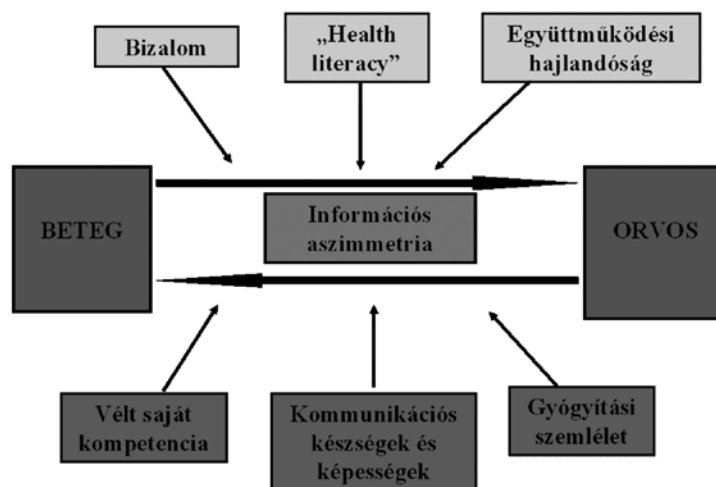 Bizalom
„Health
literacy”
Együttműködési
hajlandóság
BETEG
Információs
aszimmetria
ORVOS
Vélt saját
kompetencia
Kommunikációs
készségek és
képességek
Gyógyítási
szemlélet